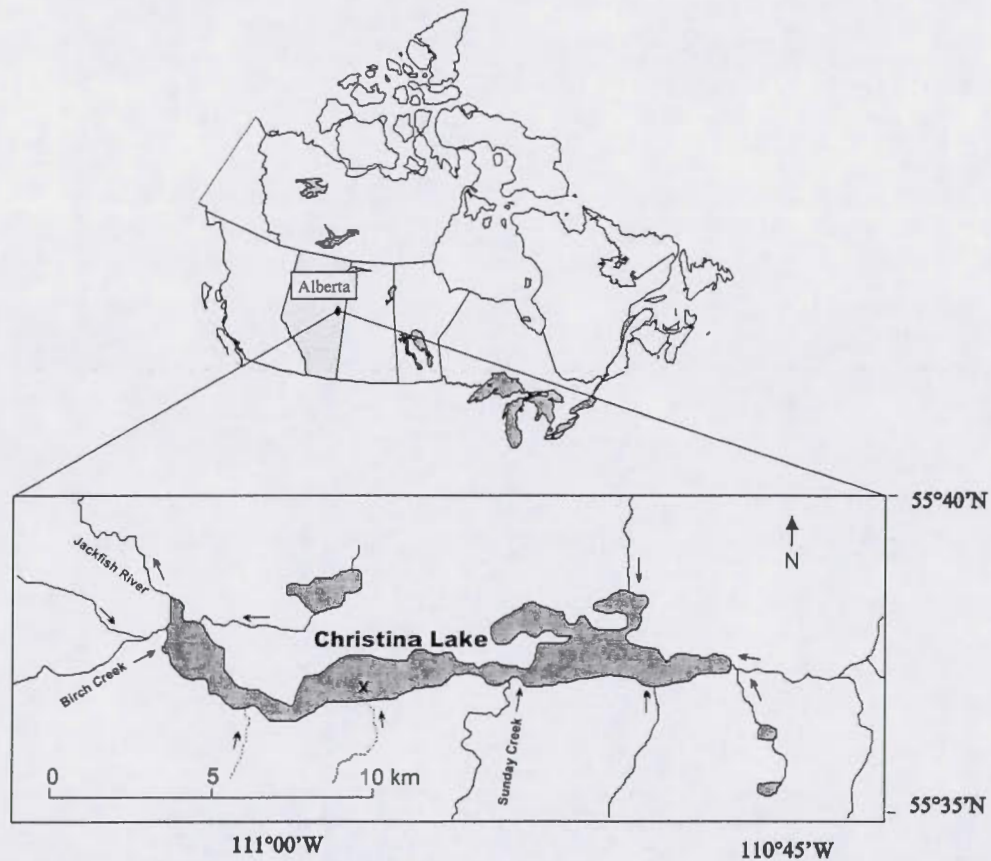 Alberta
55°40'N
N
Jackfish River
Christina Lake
Birch Creek
x
Sunday Creek
0 5 10 km
55°35'N
111°00'W 110°45'W